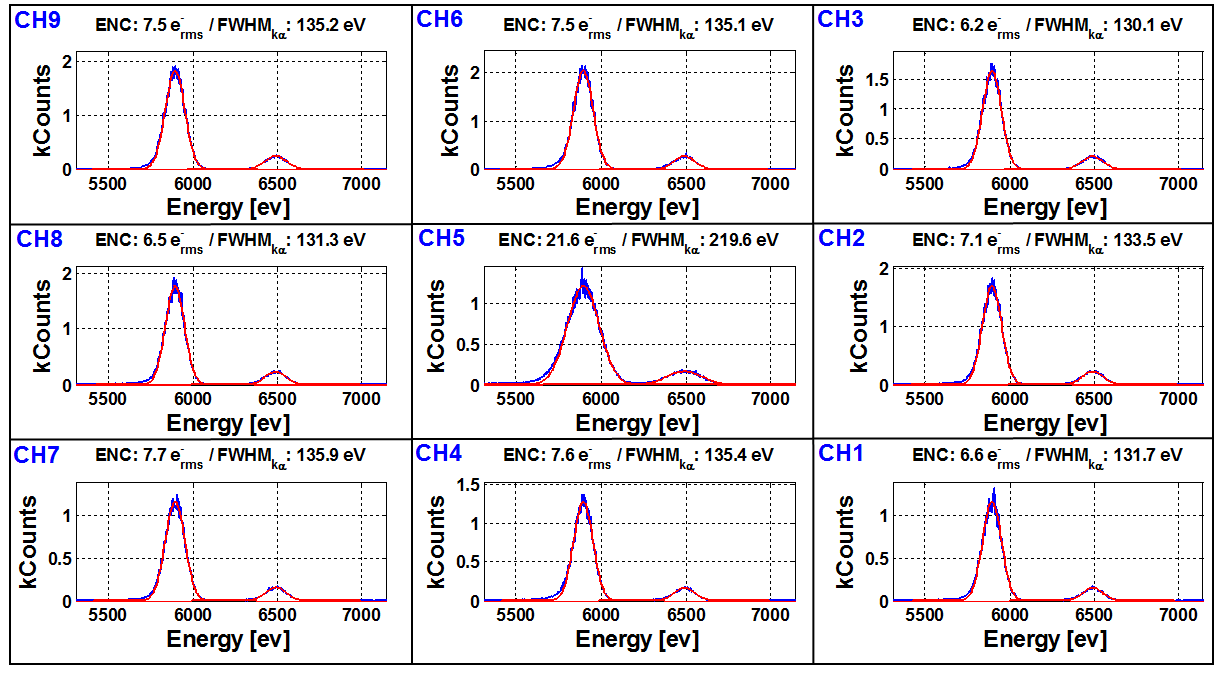 CH9 ENC: 7.5 e⁻rms / FWHMkα: 135.2 eV
2
1
0
kCounts
5500 6000 6500 7000
Energy [ev]
CH6 ENC: 7.5 e⁻rms / FWHMkα: 135.1 eV
2
1
0
kCounts
5500 6000 6500 7000
Energy [ev]
CH3 ENC: 6.2 e⁻rms / FWHMkα: 130.1 eV
1.5
1
0.5
0
kCounts
5500 6000 6500 7000
Energy [ev]
CH8 ENC: 6.5 e⁻rms / FWHMkα: 131.3 eV
2
1
0
kCounts
5500 6000 6500 7000
Energy [ev]
CH5 ENC: 21.6 e⁻rms / FWHMkα: 219.6 eV
1
0.5
0
kCounts
5500 6000 6500 7000
Energy [ev]
CH2 ENC: 7.1 e⁻rms / FWHMkα: 133.5 eV
2
1
0
kCounts
5500 6000 6500 7000
Energy [ev]
CH7 ENC: 7.7 e⁻rms / FWHMkα: 135.9 eV
1
0.5
0
kCounts
5500 6000 6500 7000
Energy [ev]
CH4 ENC: 7.6 e⁻rms / FWHMkα: 135.4 eV
1.5
1
0.5
0
kCounts
5500 6000 6500 7000
Energy [ev]
CH1 ENC: 6.6 e⁻rms / FWHMkα: 131.7 eV
1
0.5
0
kCounts
5500 6000 6500 7000
Energy [ev]